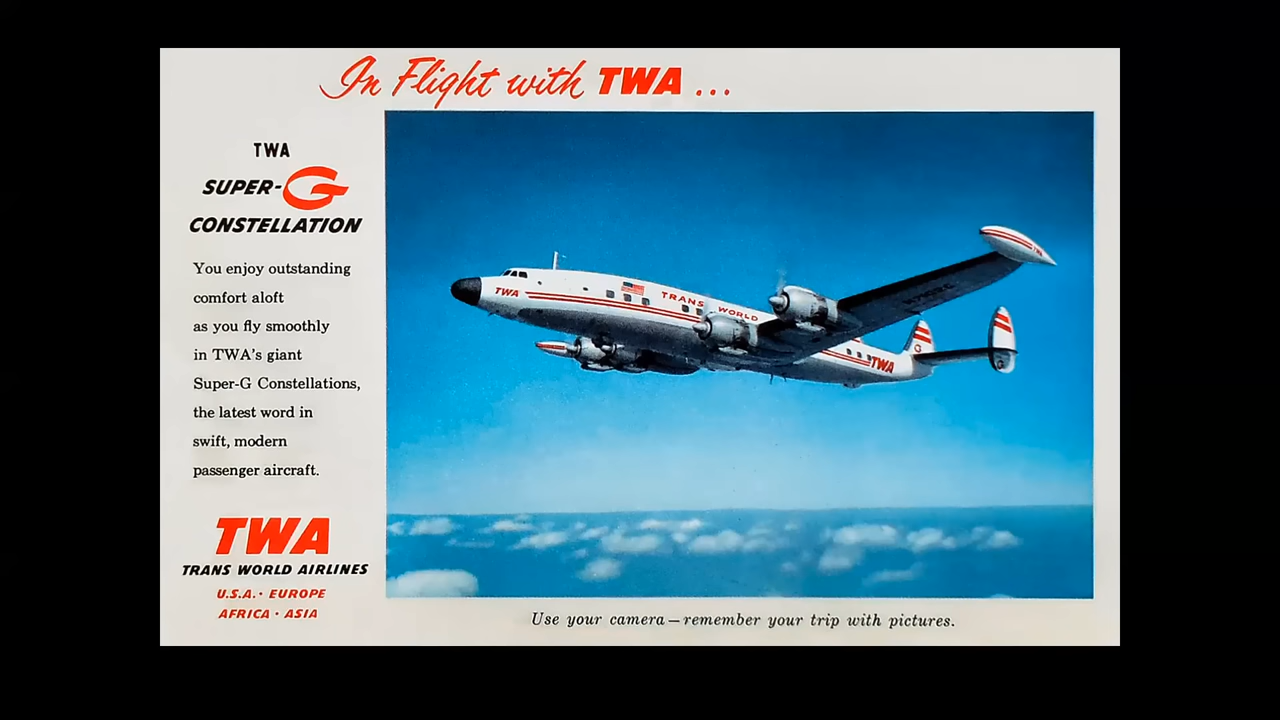 In Flight with TWA ...
TWA
SUPER-G
CONSTELLATION
You enjoy outstanding
comfort aloft
as you fly smoothly
in TWA's giant
Super-G Constellations,
the latest word in
swift, modern
passenger aircraft.
TWA
TRANS WORLD AIRLINES
U.S.A. · EUROPE
AFRICA · ASIA
TWA
TRANS WORLD
TWA
G
G
Use your camera — remember your trip with pictures.